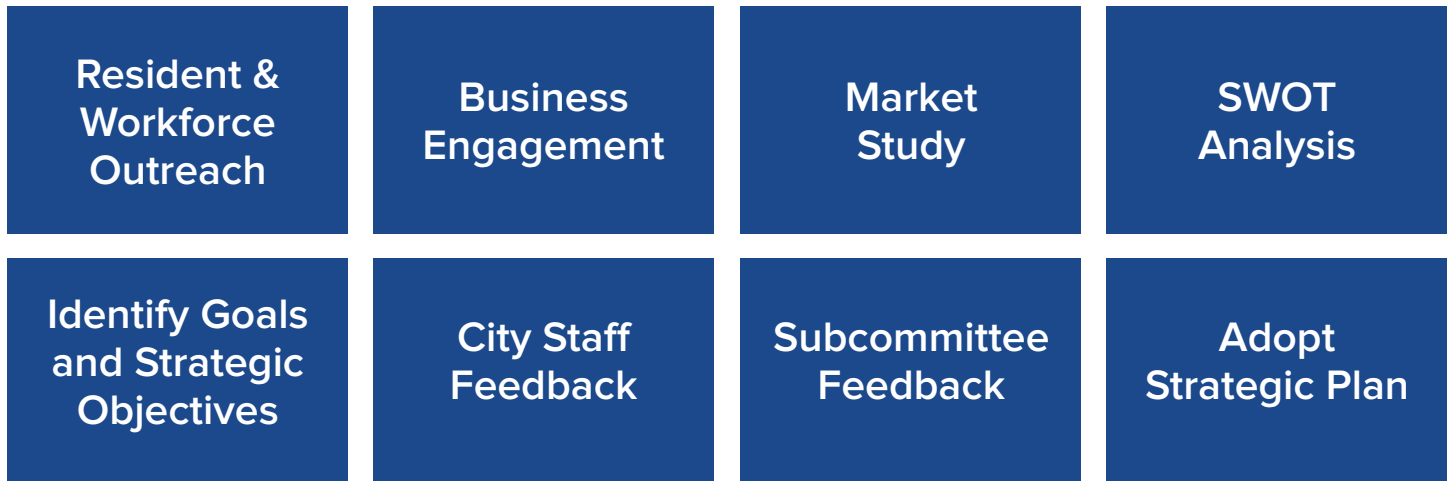 Resident &
Workforce
Outreach
Business
Engagement
Market
Study
SWOT
Analysis
Identify Goals
and Strategic
Objectives
City Staff
Feedback
Subcommittee
Feedback
Adopt
Strategic Plan